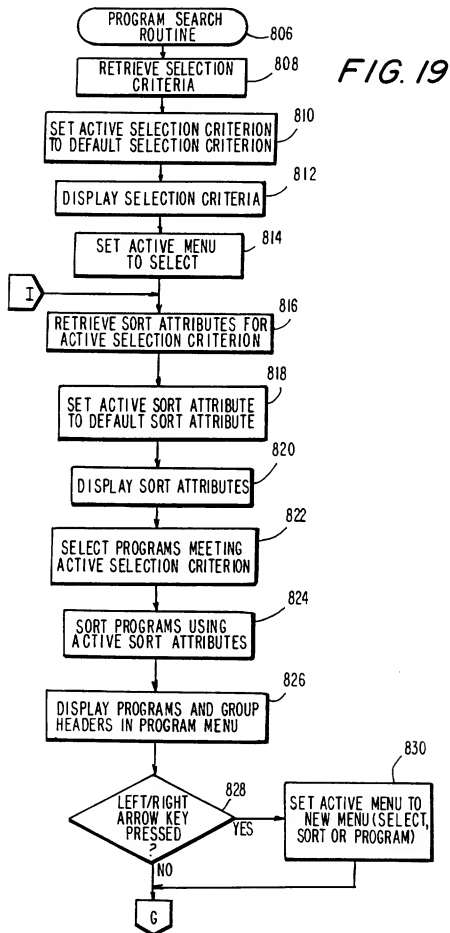 PROGRAM SEARCH
ROUTINE
806
FIG. 19
RETRIEVE SELECTION
CRITERIA
808
SET ACTIVE SELECTION CRITERION
TO DEFAULT SELECTION CRITERION
810
DISPLAY SELECTION CRITERIA
812
SET ACTIVE MENU
TO SELECT
814
I
RETRIEVE SORT ATTRIBUTES FOR
ACTIVE SELECTION CRITERION
816
SET ACTIVE SORT ATTRIBUTE
TO DEFAULT SORT ATTRIBUTE
818
DISPLAY SORT ATTRIBUTES
820
SELECT PROGRAMS MEETING
ACTIVE SELECTION CRITERION
822
SORT PROGRAMS USING
ACTIVE SORT ATTRIBUTES
824
DISPLAY PROGRAMS AND GROUP
HEADERS IN PROGRAM MENU
826
LEFT/RIGHT
ARROW KEY
PRESSED
?
828
YES
NO
SET ACTIVE MENU TO
NEW MENU (SELECT,
SORT OR PROGRAM)
830
G